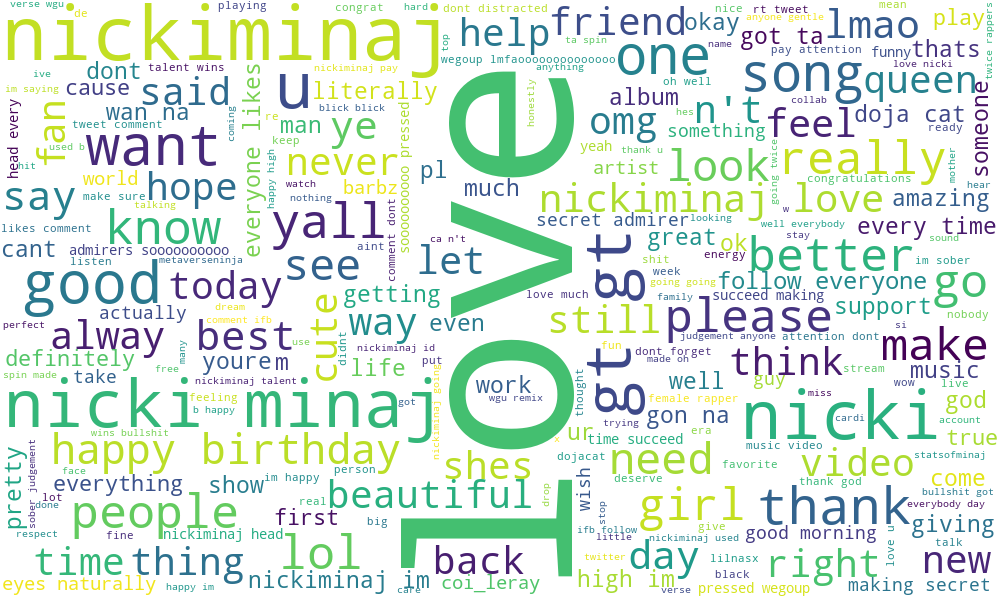 verse wgu
de
playing
congrat
hard
dont distracted
nice
rt tweet
mean
anyone gentle
nickiminaj
top
help
friend
okay
lmao
play
twice rappers
ta spin
name
got ta
pay attention
funny
thats
love nicki
wegoup lmfaooooooooooooo
anything
one
song
queen
ive
dont
talent wins
nickiminaj pay
oh well
im saying
cause
said
everyone likes
u
literally
love
honestly
album
n't
hes
collab
doja cat
someone
head every
fan
wan na
coming
blick blick
re
man
ye
sooooooooooo pressed
omg
something
feel
ready
tweet comment
used b
want
keep
yeah
thank u
mother
hit
world
never
artist
look
really
happy high
watch
barbz
pl
much
going twice
congratulations
hear
say
make sure
hope
nothing
nickiminaj
love
w
amazing
talking
yall
comment dont
secret admirer
looking
well everybody
every time
likes comment
know
aint
ca n't
great
ok
stay
sound
cant
admirers soooooooooo
see
let
gt gt
shit
energy
better
im sober
listen
metaverseninja
week
going going
follow everyone
go
good
today
getting
love much
family
succeed making
support
nobody
actually
dream
comment ifb
cute
way
even
still
please
si
perfect
alway
best
use
didnt
judgement anyone
attention dont
make
definitely
many
youre
m
nickiminaj id
fun
dont forget
made oh
think
music
spin made
take
free
life
put
work
thought
well
guy
stream
wow
live
nickiminaj talent
feeling
nickiminaj going
wgu remix
female rapper
miss
god
account
nicki minaj
b happy
got
trying
gon na
nicki
cardi
wins bullshit
ur
era
true
happy birthday
x
time succeed
music video
statsofminaj
pretty
sober judgement
face
shes
dojacat
need
favorite
video
come
everything
show
im happy
person
wish
deserve
thank god
bullshit got
lot
done
people
real
beautiful
drop
girl
thank
everybody day
first
big
stop
ifb follow
give
giving
respect
fine
nickiminaj head
little
nickiminaj used
good morning
love u
talk
time
thing
lol
back
twitter
day
lilnasx
right
new
eyes naturally
happy im
nickiminaj im
care
coi_leray
high im
verse
black
pressed wegoup
making secret